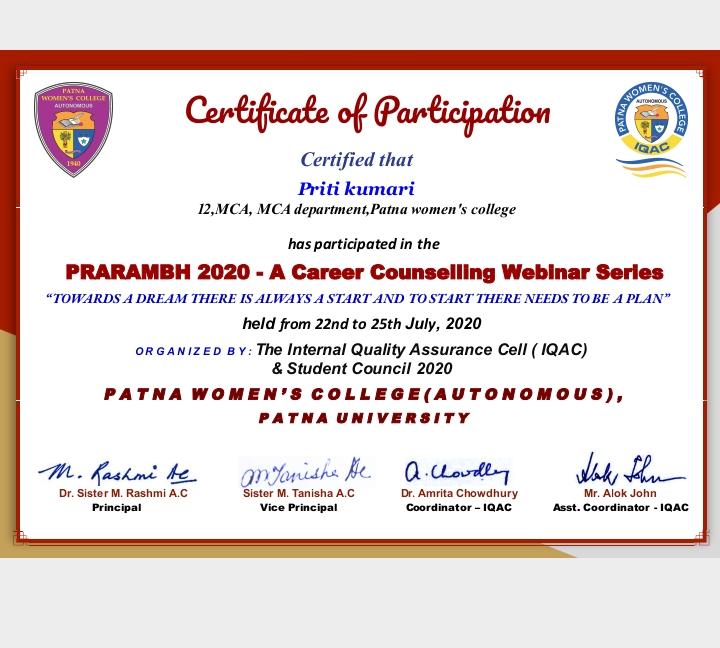 PATNA
WOMEN'S COLLEGE
AUTONOMOUS
1940
PATNA WOMEN'S COLLEGE
AUTONOMOUS
IQAC
Certificate of Participation
Certified that
Priti kumari
12,MCA, MCA department,Patna women's college
has participated in the
PRARAMBH 2020 - A Career Counselling Webinar Series
“TOWARDS A DREAM THERE IS ALWAYS A START AND TO START THERE NEEDS TO BE A PLAN”
held from 22nd to 25th July, 2020
ORGANIZED BY: The Internal Quality Assurance Cell ( IQAC)
& Student Council 2020
PATNA WOMEN’S COLLEGE(AUTONOMOUS),
PATNA UNIVERSITY
M. Rashmi Ac M Tanisha Ac A. Chowdhry Alok John
Dr. Sister M. Rashmi A.C Sister M. Tanisha A.C Dr. Amrita Chowdhury Mr. Alok John
Principal Vice Principal Coordinator – IQAC Asst. Coordinator - IQAC